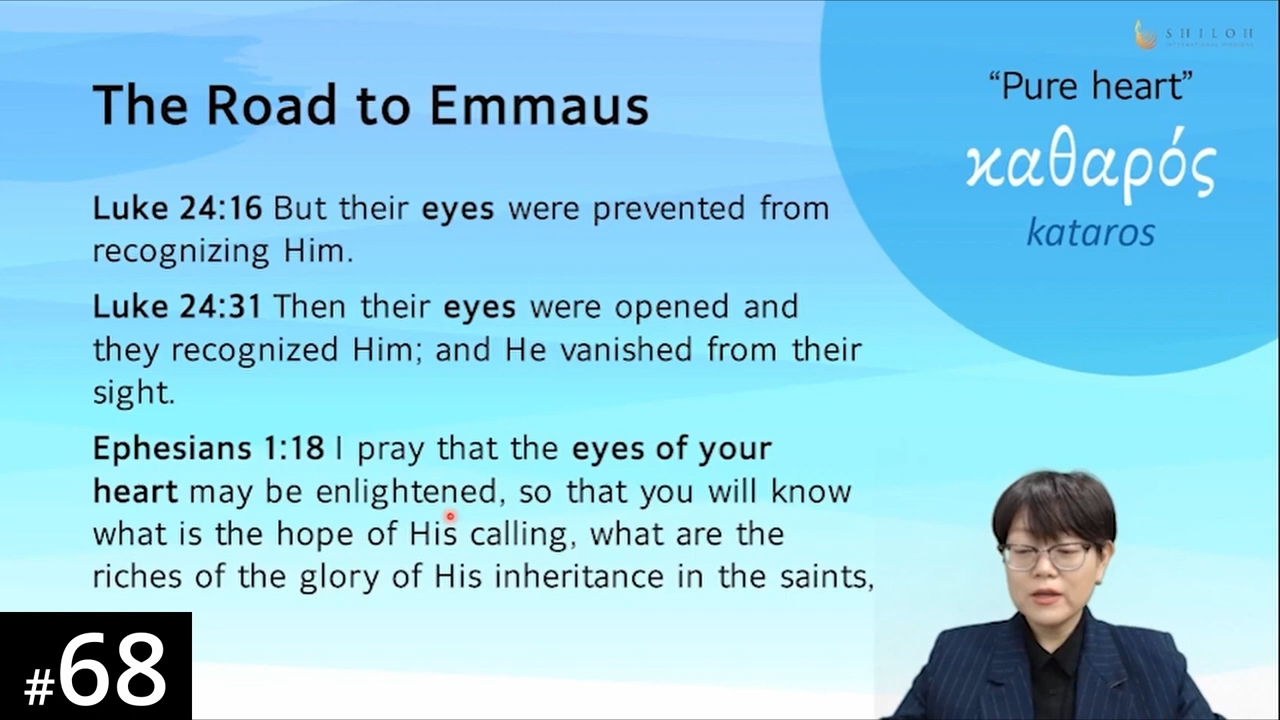 SHILOH
INTERNATIONAL MISSIONS
The Road to Emmaus
Luke 24:16 But their eyes were prevented from
recognizing Him.
Luke 24:31 Then their eyes were opened and
they recognized Him; and He vanished from their
sight.
Ephesians 1:18 I pray that the eyes of your
heart may be enlightened, so that you will know
what is the hope of His calling, what are the
riches of the glory of His inheritance in the saints,
“Pure heart”
καθαρός
kataros
#68